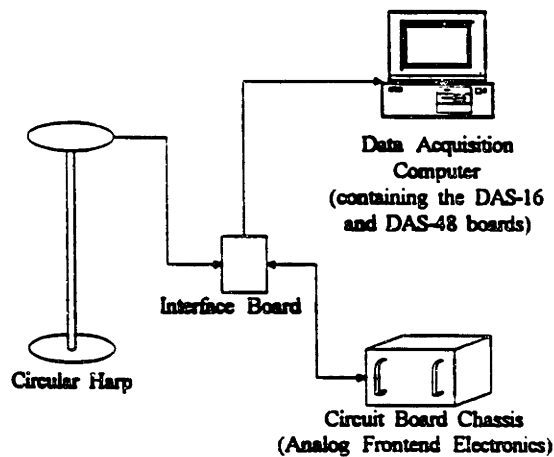 Data Acquisition
Computer
(containing the DAS-16
and DAS-48 boards)
Interface Board
Circular Harp
Circuit Board Chassis
(Analog Frontend Electronics)